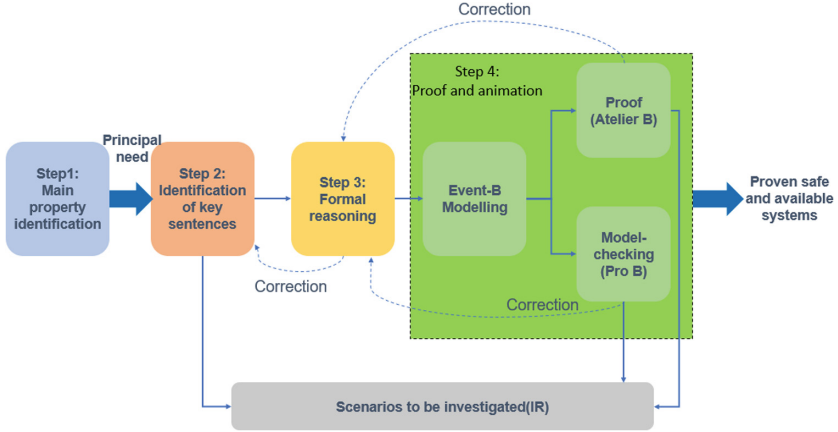 Correction
Step 4:
Proof and animation
Proof
(Atelier B)
Principal
need
Step1:
Main
property
identification
Step 2:
Identification
of key
sentences
Step 3:
Formal
reasoning
Event-B
Modelling
Proven safe
and available
systems
Model-
checking
(Pro B)
Correction
Correction
Scenarios to be investigated(IR)